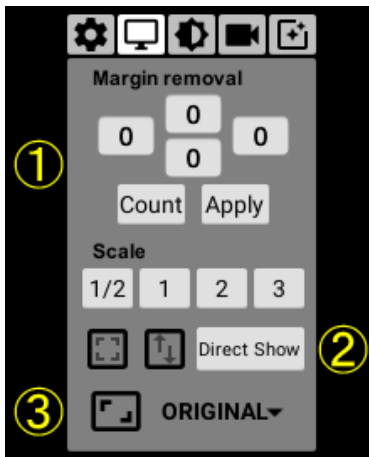 Margin removal
0
0 0
0
①
Count Apply
Scale
1/2 1 2 3
Direct Show ②
③ ORIGINAL